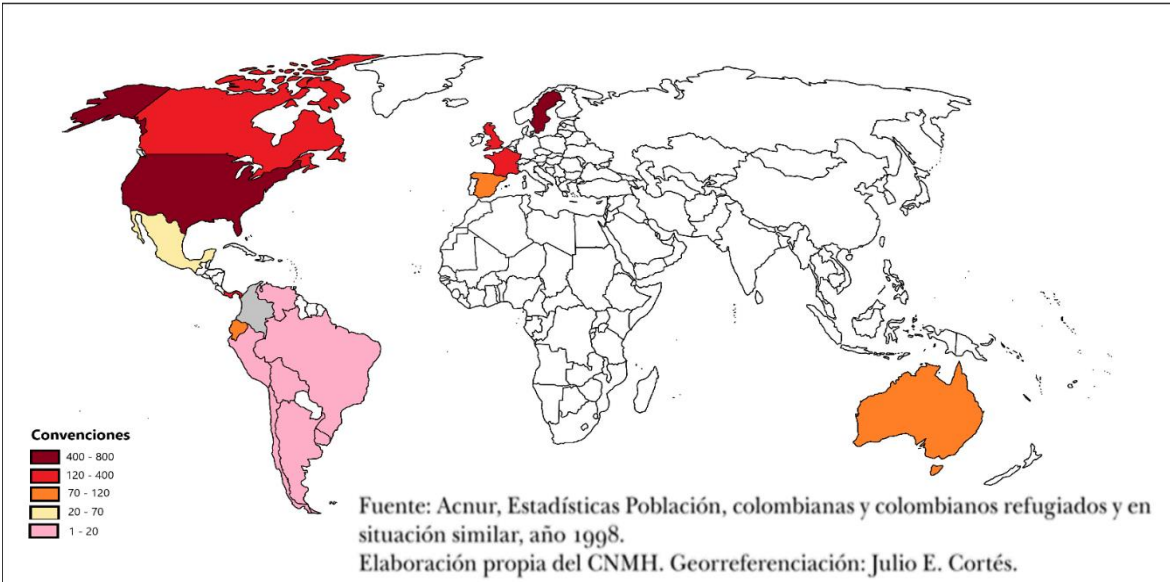 Convenciones
400 - 800
120 - 400
70 - 120
20 - 70
1 - 20
Fuente: Acnur, Estadísticas Población, colombianas y colombianos refugiados y en
situación similar, año 1998.
Elaboración propia del CNMH. Georreferenciación: Julio E. Cortés.